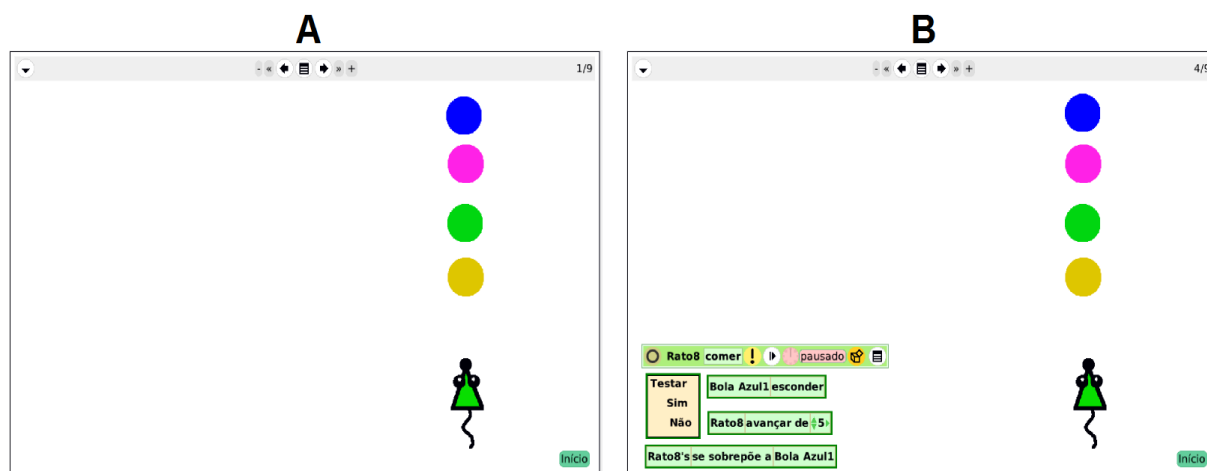 A
B
- « » + 1/9
- « » + 4/9
Rato8 comer ! pausado
Testar
Sim
Não
Bola Azul1 esconder
Rato8 avançar de 5
Rato8's se sobrepõe a Bola Azul1
Início
Início